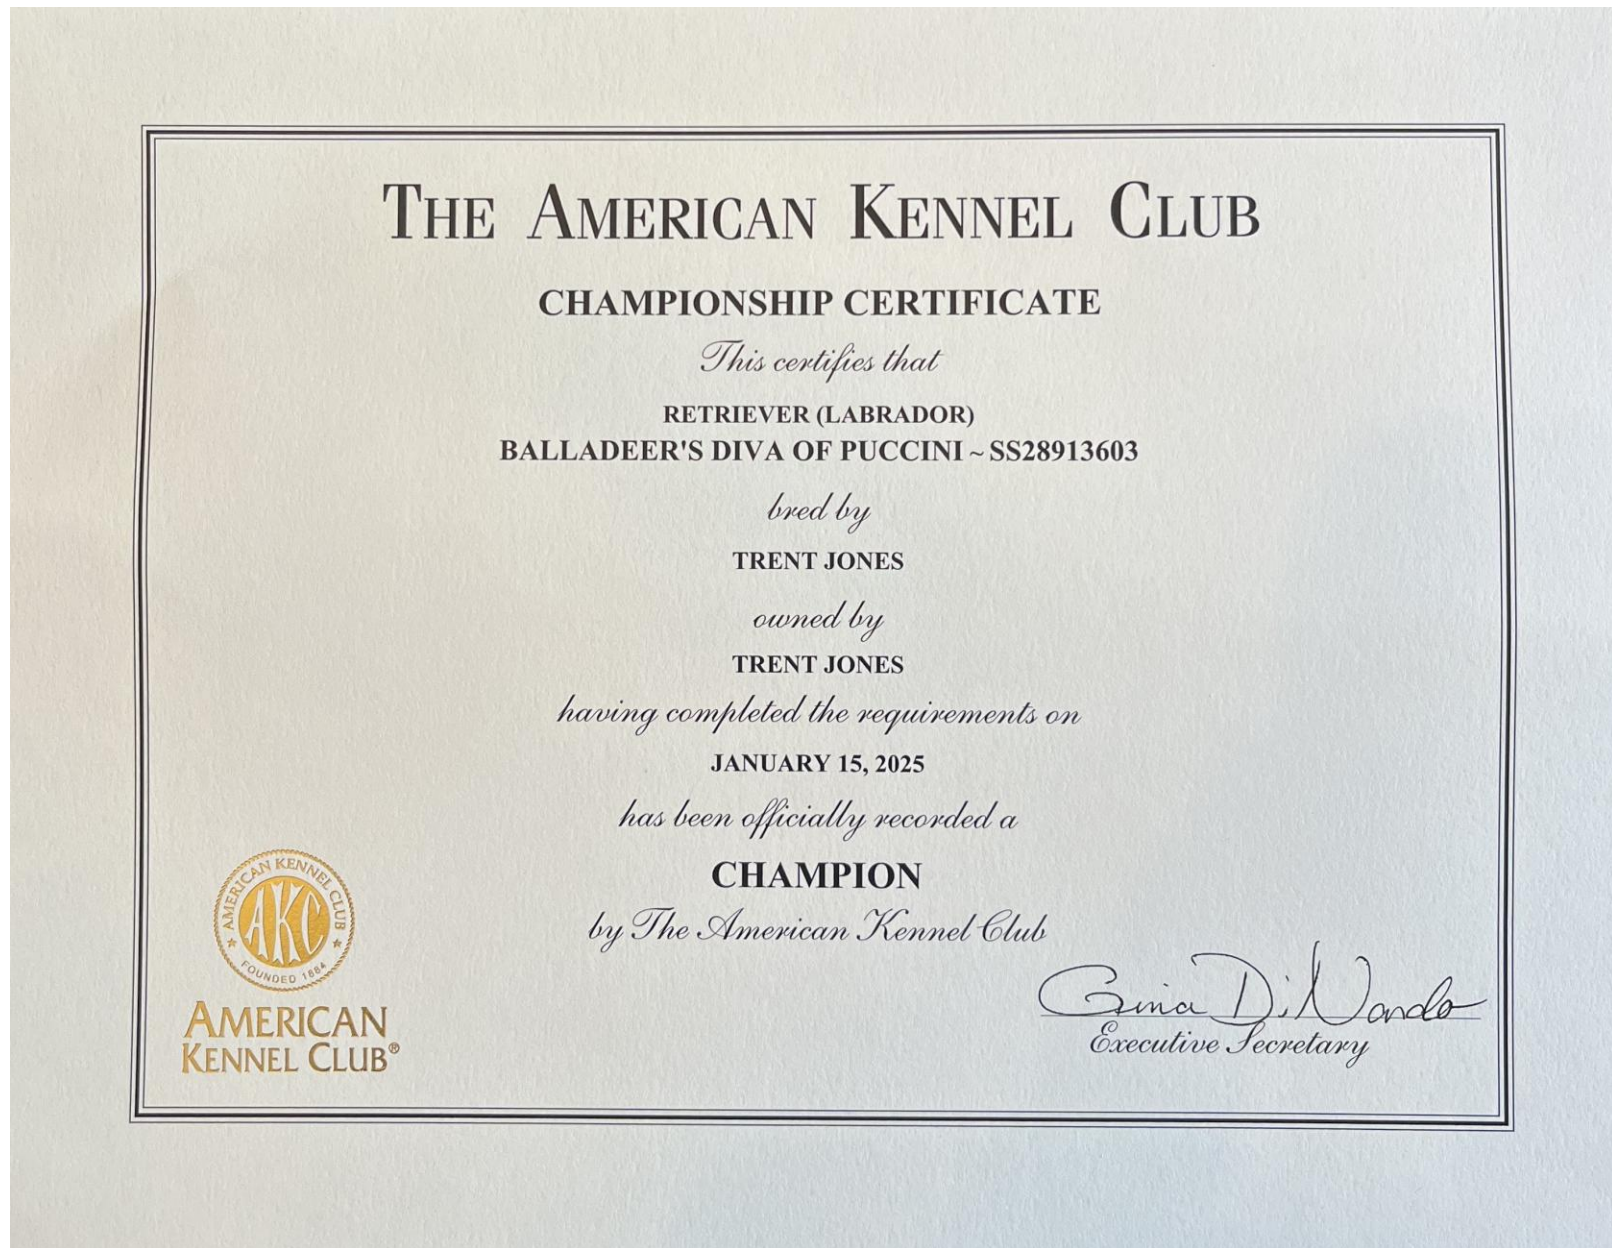 THE AMERICAN KENNEL CLUB
CHAMPIONSHIP CERTIFICATE
This certifies that
RETRIEVER (LABRADOR)
BALLADEER'S DIVA OF PUCCINI ~ SS28913603
bred by
TRENT JONES
owned by
TRENT JONES
having completed the requirements on
JANUARY 15, 2025
has been officially recorded a
CHAMPION
by The American Kennel Club
AMERICAN KENNEL CLUB
AKC
FOUNDED 1884
AMERICAN
KENNEL CLUB®
Gina DiNardo
Executive Secretary